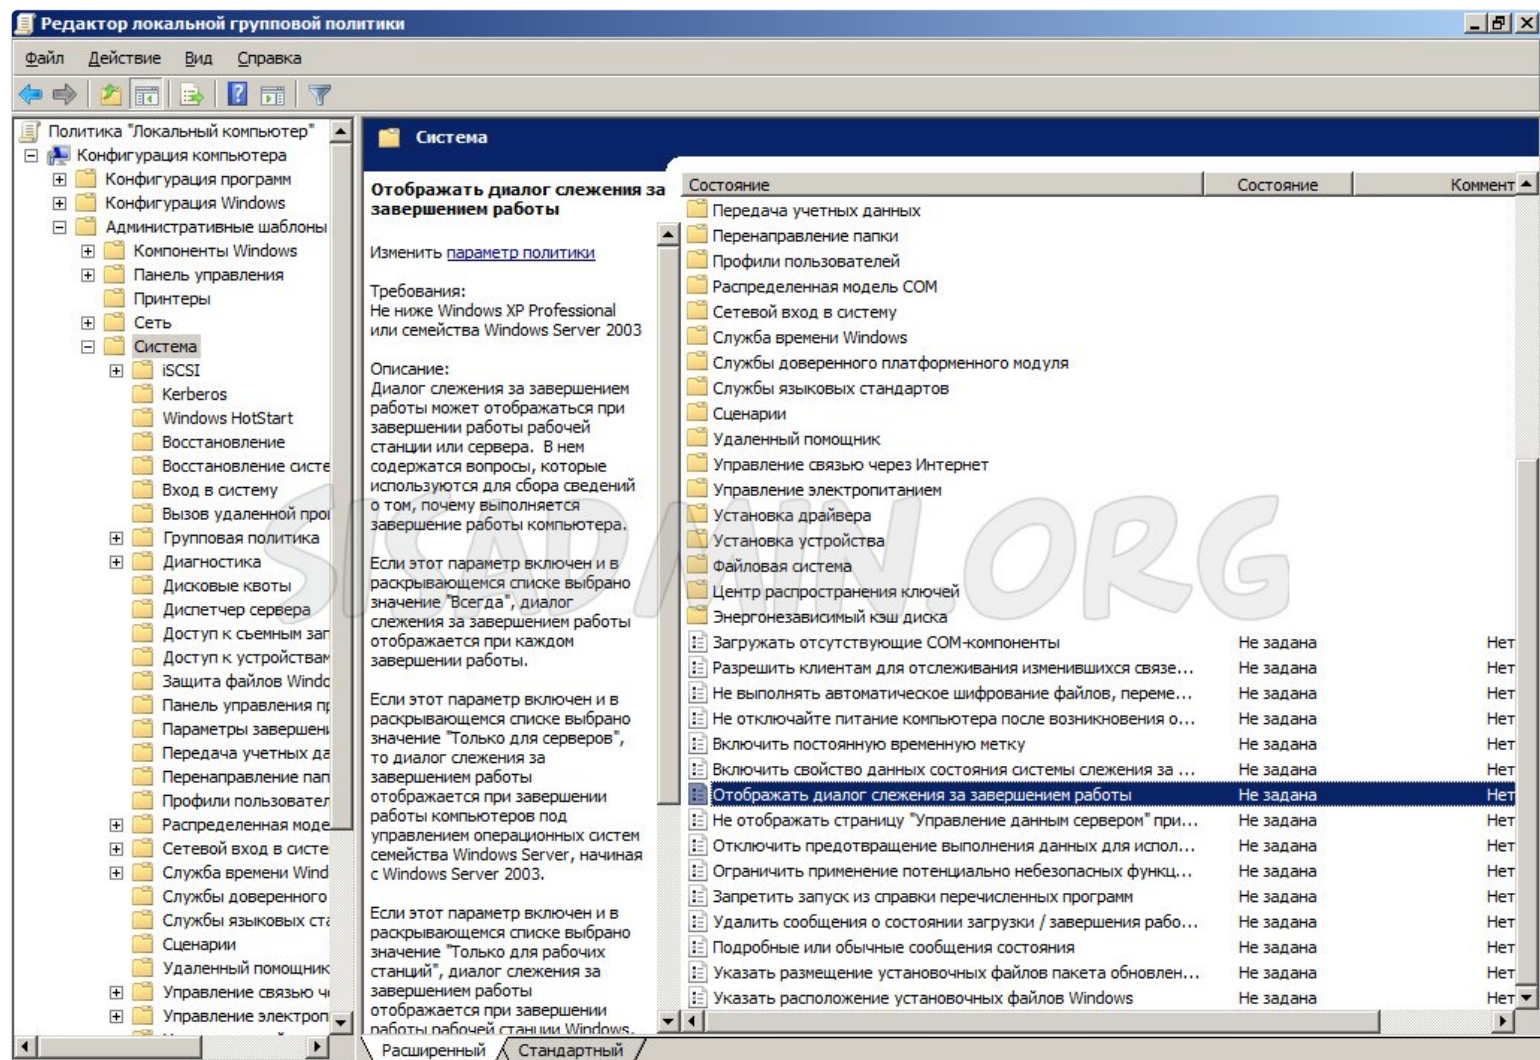 Редактор локальной групповой политики
Файл Действие Вид Справка
Политика "Локальный компьютер"
Конфигурация компьютера
Конфигурация программ
Конфигурация Windows
Административные шаблоны
Компоненты Windows
Панель управления
Принтеры
Сеть
Система
iSCSI
Kerberos
Windows HotStart
Восстановление
Восстановление систе
Вход в систему
Вызов удаленной про
Групповая политика
Диагностика
Дисковые квоты
Диспетчер сервера
Доступ к съемным зап
Доступ к устройствам
Защита файлов Windo
Панель управления пр
Параметры завершени
Передача учетных да
Перенаправление пап
Профили пользовател
Распределенная моде
Сетевой вход в систе
Служба времени Wind
Службы доверенного
Службы языковых ста
Сценарии
Удаленный помощник
Управление связью че
Управление электроп
Система
Отображать диалог слежения за
завершением работы
Изменить параметр политики
Требования:
Не ниже Windows XP Professional
или семейства Windows Server 2003
Описание:
Диалог слежения за завершением
работы может отображаться при
завершении работы рабочей
станции или сервера. В нем
содержатся вопросы, которые
используются для сбора сведений
о том, почему выполняется
завершение работы компьютера.
Если этот параметр включен и в
раскрывающемся списке выбрано
значение "Всегда", диалог
слежения за завершением работы
отображается при каждом
завершении работы.
Если этот параметр включен и в
раскрывающемся списке выбрано
значение "Только для серверов",
то диалог слежения за
завершением работы
отображается при завершении
работы компьютеров под
управлением операционных систем
семейства Windows Server, начиная
с Windows Server 2003.
Если этот параметр включен и в
раскрывающемся списке выбрано
значение "Только для рабочих
станций", диалог слежения за
завершением работы
отображается при завершении
работы рабочей станции Windows.
Состояние Состояние Коммент
Передача учетных данных
Перенаправление папки
Профили пользователей
Распределенная модель COM
Сетевой вход в систему
Служба времени Windows
Службы доверенного платформенного модуля
Службы языковых стандартов
Сценарии
Удаленный помощник
Управление связью через Интернет
Управление электропитанием
Установка драйвера
Установка устройства
Файловая система
Центр распространения ключей
Энергонезависимый кэш диска
Загружать отсутствующие COM-компоненты Не задана Нет
Разрешить клиентам для отслеживания изменившихся связе... Не задана Нет
Не выполнять автоматическое шифрование файлов, переме... Не задана Нет
Не отключайте питание компьютера после возникновения о... Не задана Нет
Включить постоянную временную метку Не задана Нет
Включить свойство данных состояния системы слежения за ... Не задана Нет
Отображать диалог слежения за завершением работы Не задана Нет
Не отображать страницу "Управление данным сервером" при... Не задана Нет
Отключить предотвращение выполнения данных для испол... Не задана Нет
Ограничить применение потенциально небезопасных функц... Не задана Нет
Запретить запуск из справки перечисленных программ Не задана Нет
Удалить сообщения о состоянии загрузки / завершения рабо... Не задана Нет
Подробные или обычные сообщения состояния Не задана Нет
Указать размещение установочных файлов пакета обновлен... Не задана Нет
Указать расположение установочных файлов Windows Не задана Нет
Расширенный Стандартный
SISADMIN.ORG